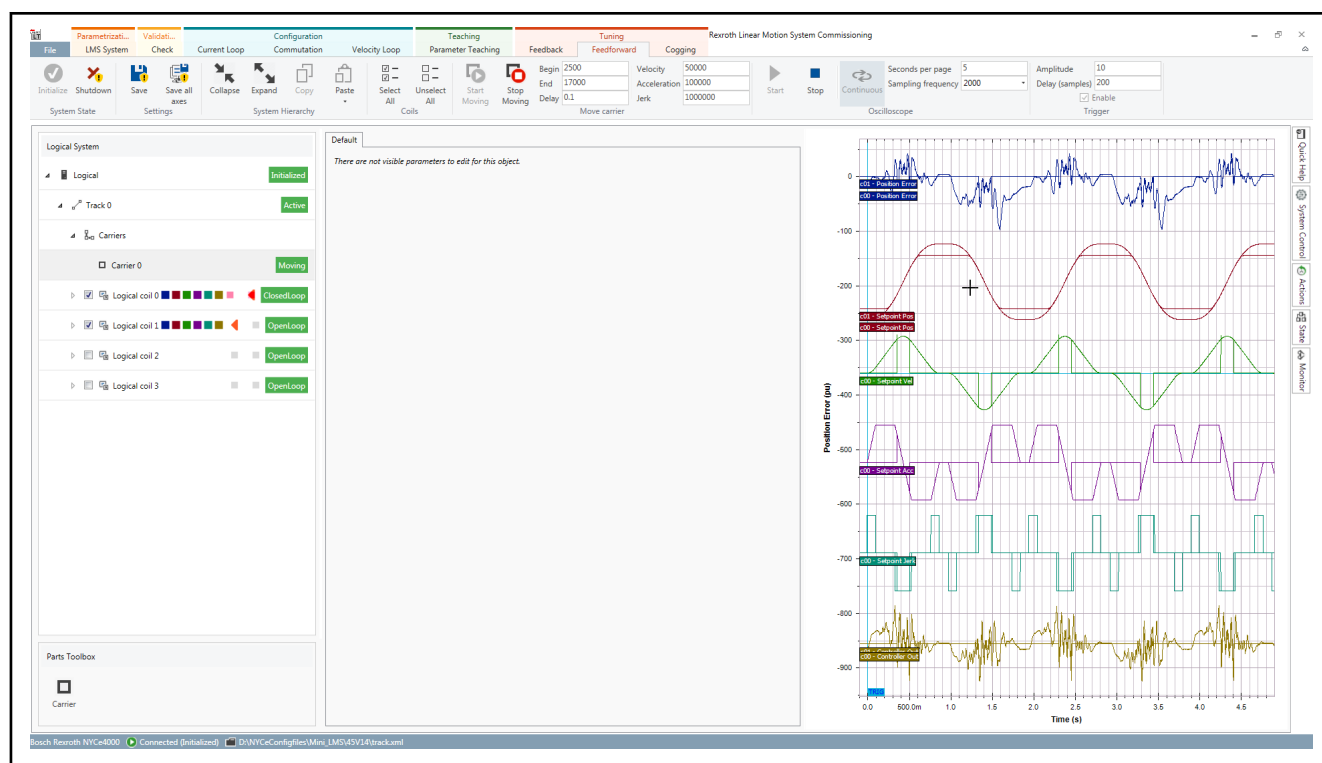 Parametrizati... Validati... Configuration Teaching Tuning Rexroth Linear Motion System Commissioning
File LMS System Check Current Loop Commutation Velocity Loop Parameter Teaching Feedback Feedforward Cogging
Initialize Shutdown Save Save all axes Collapse Expand Copy Paste Select All Unselect All Start Moving Stop Moving
Begin 2500 Velocity 50000
End 17000 Acceleration 100000
Delay 0.1 Jerk 1000000
Start Stop Continuous
Seconds per page 5
Sampling frequency 2000
Amplitude 10
Delay (samples) 200
Enable
System State Settings System Hierarchy Coils Move carrier Oscilloscope Trigger
Logical System
Logical Initialized
Track 0 Active
Carriers
Carrier 0 Moving
Logical coil 0 ClosedLoop
Logical coil 1 OpenLoop
Logical coil 2 OpenLoop
Logical coil 3 OpenLoop
Parts Toolbox
Carrier
Default
There are not visible parameters to edit for this object.
Position Error (pu)
0
-100
-200
-300
-400
-500
-600
-700
-800
-900
c01 - Position Error
c00 - Position Error
c01 - Setpoint Pos
c00 - Setpoint Pos
c00 - Setpoint Vel
c00 - Setpoint Acc
c00 - Setpoint Jerk
c00 - Controller Out
TRIG
0.0 500.0m 1.0 1.5 2.0 2.5 3.0 3.5 4.0 4.5
Time (s)
Quick Help
System Control
Actions
State
Monitor
Bosch Rexroth NYCe4000 Connected (Initialized) D:\NYCeConfigfiles\Mini_LMS\45V14\track.xml